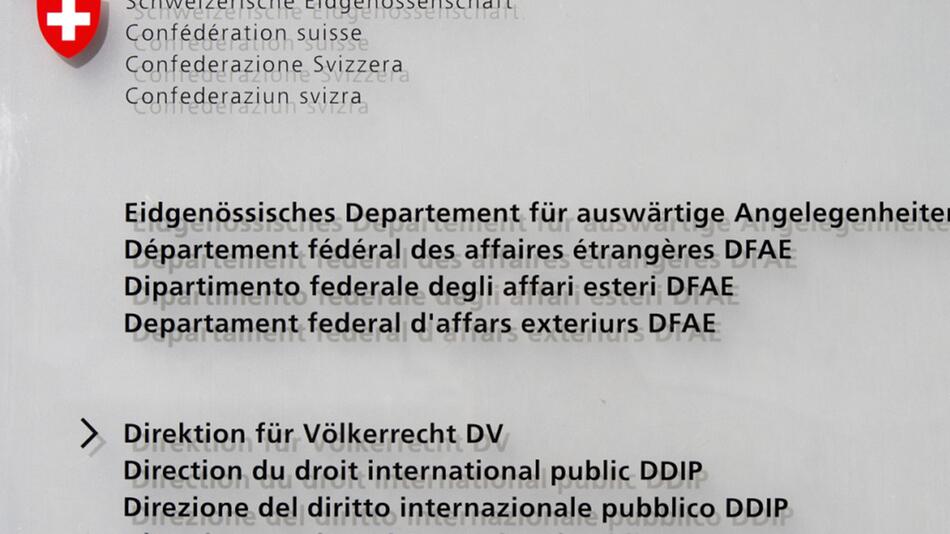 Schweizerische Eidgenossenschaft
Confédération suisse
Confederazione Svizzera
Confederaziun svizra
Eidgenössisches Departement für auswärtige Angelegenheiten
Département fédéral des affaires étrangères DFAE
Dipartimento federale degli affari esteri DFAE
Departament federal d'affars exteriurs DFAE
Direktion für Völkerrecht DV
Direction du droit international public DDIP
Direzione del diritto internazionale pubblico DDIP